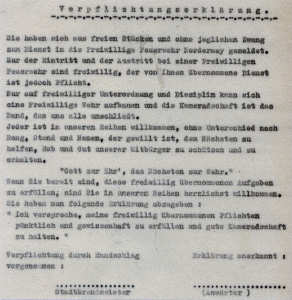 Verpflichtungserklärung.
Sie haben sich aus freien Stücken und ohne jeglichen Zwang
zum Dienst in die Freiwillige Feuerwehr Norderney gemeldet.
Nur der Eintritt und der Austritt bei einer Freiwilligen
Feuerwehr sind freiwillig, der von Ihnen übernommene Dienst
ist jedoch Pflicht.
Nur auf freiwilliger Unterordnung und Disziplin kann sich
eine Freiwillige Wehr aufbauen und die Kameradschaft ist das
Band, das uns alle umschließt.
Jeder ist in unseren Reihen willkommen, ohne Unterschied nach
Rang, Stand und Namen, der gewillt ist, dem Nächsten zu
helfen, Hab und Gut unserer Mitbürger zu schützen und zu
erhalten.
"Gott zur Ehr', dem Nächsten zur Wehr."
Wenn Sie bereit sind, diese freiwillig übernommenen Aufgaben
zu erfüllen, sind Sie in unseren Reihen herzlichst willkommen.
Sie haben nun folgende Erklärung abzugeben :
" Ich verspreche, meine freiwillig übernommenen Pflichten
pünktlich und gewissenhaft zu erfüllen und gute Kameradschaft
zu halten. "
Verpflichtung durch Handschlag Erklärung anerkannt :
vorgenommen :
Stadtbrandmeister (Anwärter)